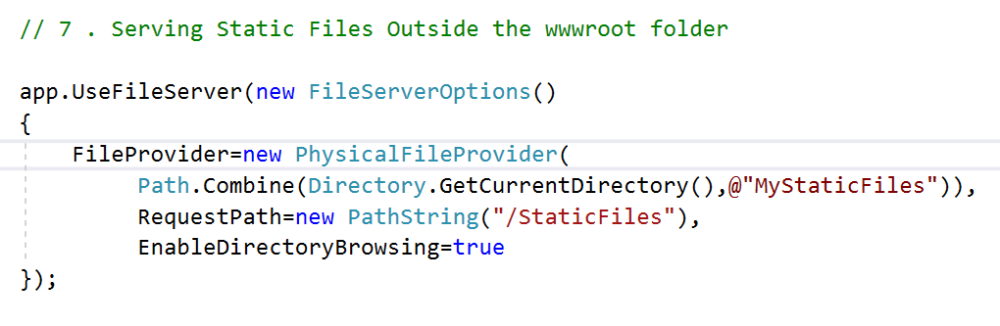 // 7 . Serving Static Files Outside the wwwroot folder
app.UseFileServer(new FileServerOptions()
{
FileProvider=new PhysicalFileProvider(
Path.Combine(Directory.GetCurrentDirectory(),@"MyStaticFiles")),
RequestPath=new PathString("/StaticFiles"),
EnableDirectoryBrowsing=true
});